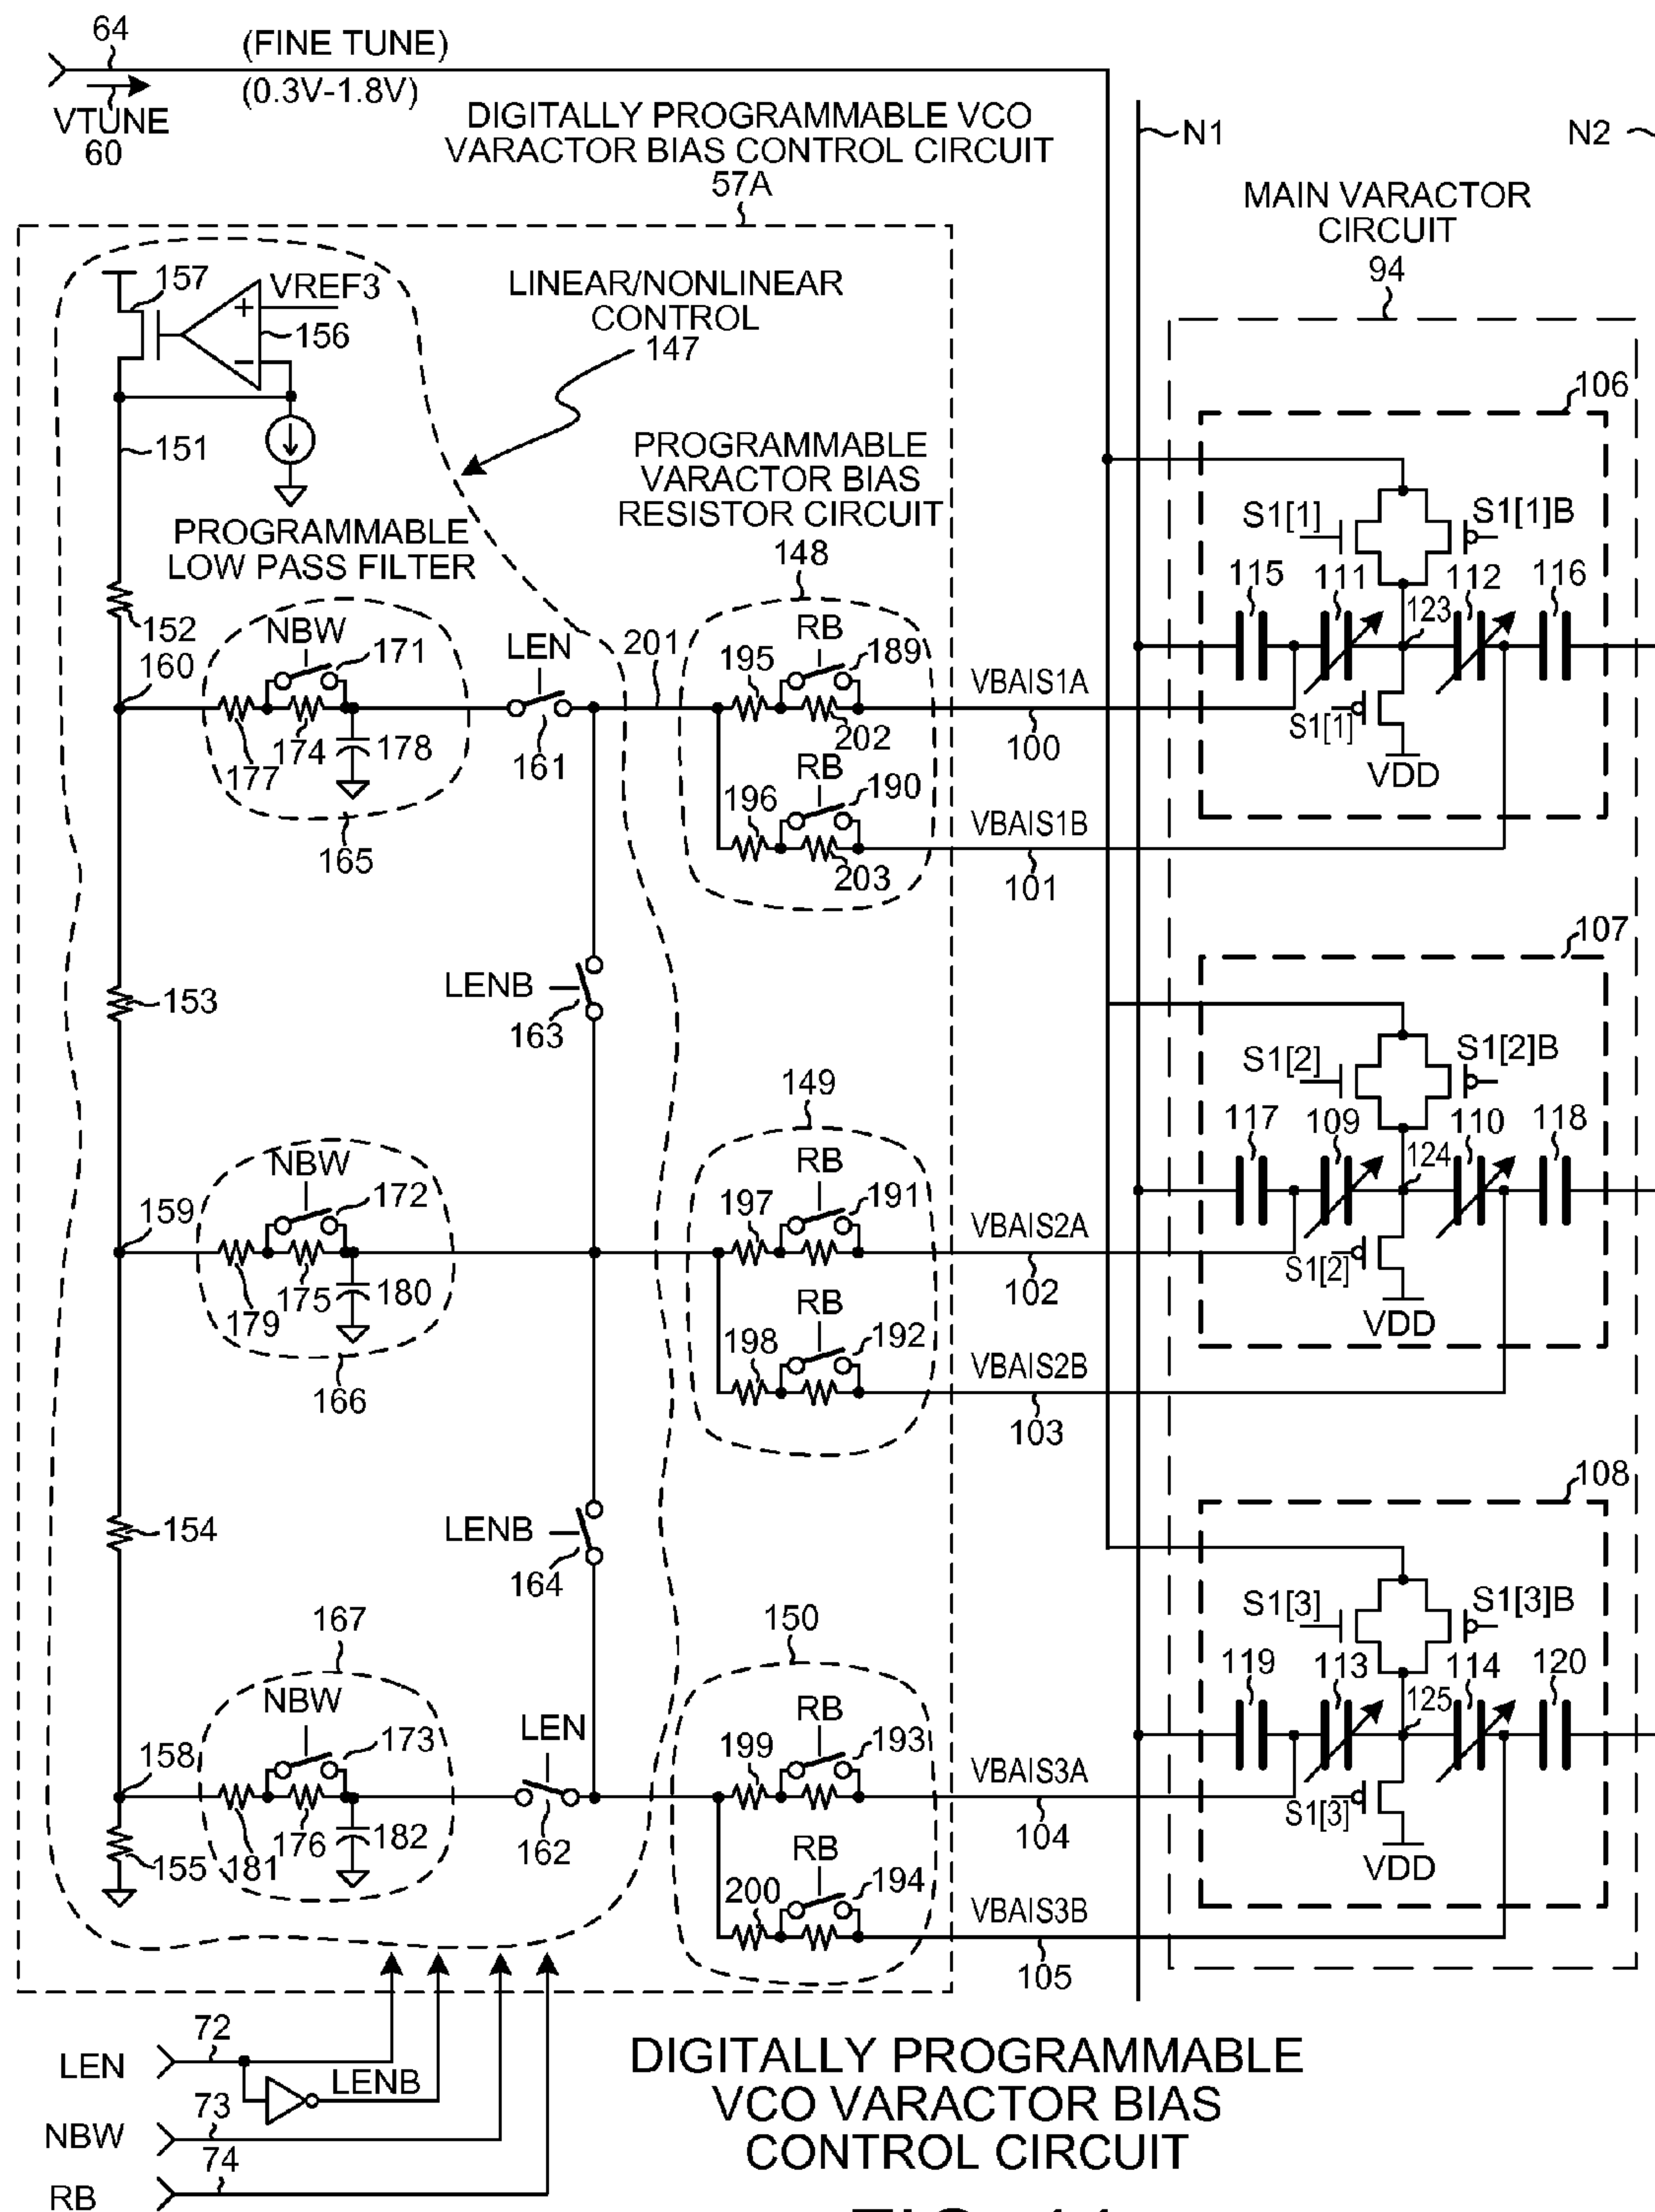 64
(FINE TUNE)
(0.3V-1.8V)
VTUNE
60
DIGITALLY PROGRAMMABLE VCO
VARACTOR BIAS CONTROL CIRCUIT
57A
N1
N2
MAIN VARACTOR
CIRCUIT
94
157
VREF3
+
156
−
LINEAR/NONLINEAR
CONTROL
147
151
PROGRAMMABLE
VARACTOR BIAS
RESISTOR CIRCUIT
148
PROGRAMMABLE
LOW PASS FILTER
106
S1[1]
S1[1]B
115
111
112
116
123
152
160
NBW
171
LEN
201
RB
195
189
VBAIS1A
177
174
178
161
202
100
S1[1]
VDD
RB
196
190
VBAIS1B
165
203
101
107
153
LENB
163
S1[2]
S1[2]B
149
117
109
110
118
124
NBW
172
RB
159
197
191
VBAIS2A
179
175
180
102
S1[2]
VDD
RB
198
192
VBAIS2B
166
103
108
154
LENB
164
S1[3]
S1[3]B
167
150
119
113
114
120
125
NBW
173
LEN
RB
158
199
193
VBAIS3A
155
181
176
182
162
104
S1[3]
VDD
RB
200
194
VBAIS3B
105
72
LEN
LENB
73
NBW
74
RB
DIGITALLY PROGRAMMABLE
VCO VARACTOR BIAS
CONTROL CIRCUIT